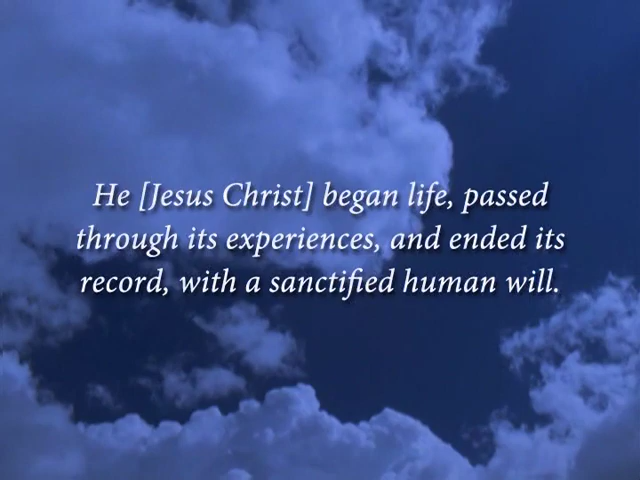 He [Jesus Christ] began life, passed
through its experiences, and ended its
record, with a sanctified human will.